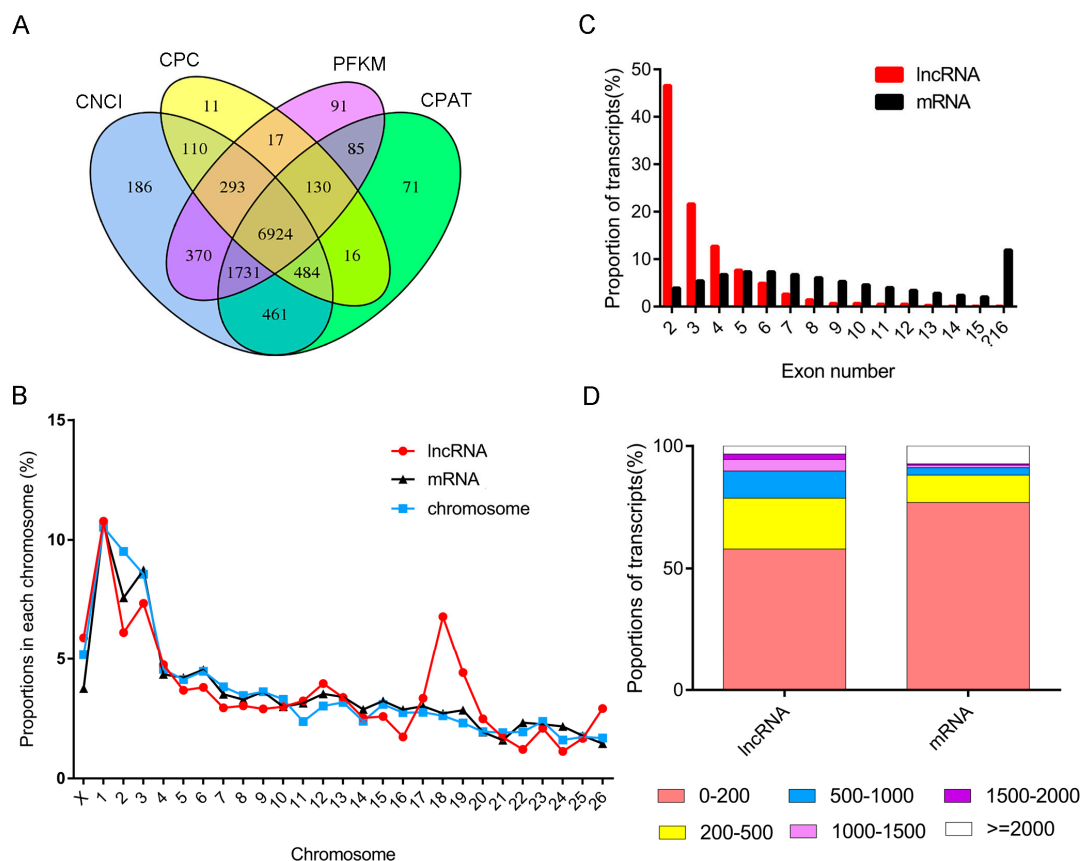 A
CPC
PFKM
CNCI
CPAT
11
91
110
17
85
186
293
130
71
6924
370
16
1731
484
461
C
lncRNA
mRNA
Proportion of transcripts(%)
50
40
30
20
10
0
2 3 4 5 6 7 8 9 10 11 12 13 14 15 ?16
Exon number
B
lncRNA
mRNA
chromosome
Proportions in each chromosome (%)
15
10
5
0
X 1 2 3 4 5 6 7 8 9 10 11 12 13 14 15 16 17 18 19 20 21 22 23 24 25 26
Chromosome
D
Poportions of transcripts(%)
100
50
0
lncRNA
mRNA
0-200
500-1000
1500-2000
200-500
1000-1500
>=2000